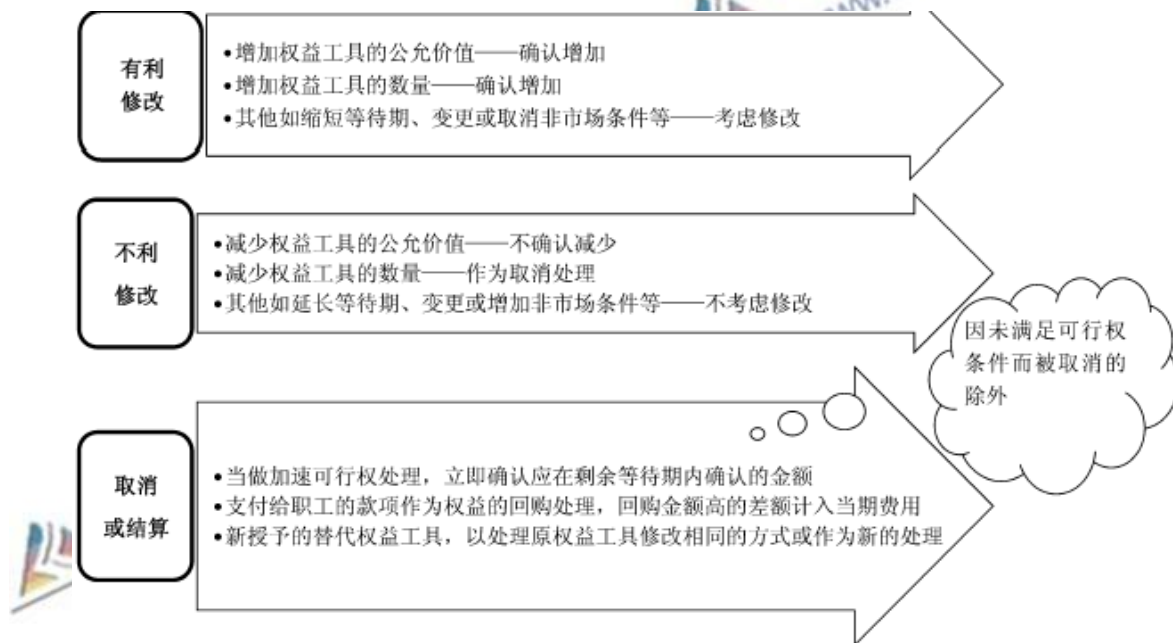 有利
修改
•增加权益工具的公允价值——确认增加
•增加权益工具的数量——确认增加
•其他如缩短等待期、变更或取消非市场条件等——考虑修改
不利
修改
•减少权益工具的公允价值——不确认减少
•减少权益工具的数量——作为取消处理
•其他如延长等待期、变更或增加非市场条件等——不考虑修改
因未满足可行权
条件而被取消的
除外
取消
或结算
•当做加速可行权处理，立即确认应在剩余等待期内确认的金额
•支付给职工的款项作为权益的回购处理，回购金额高的差额计入当期费用
•新授予的替代权益工具，以处理原权益工具修改相同的方式或作为新的处理